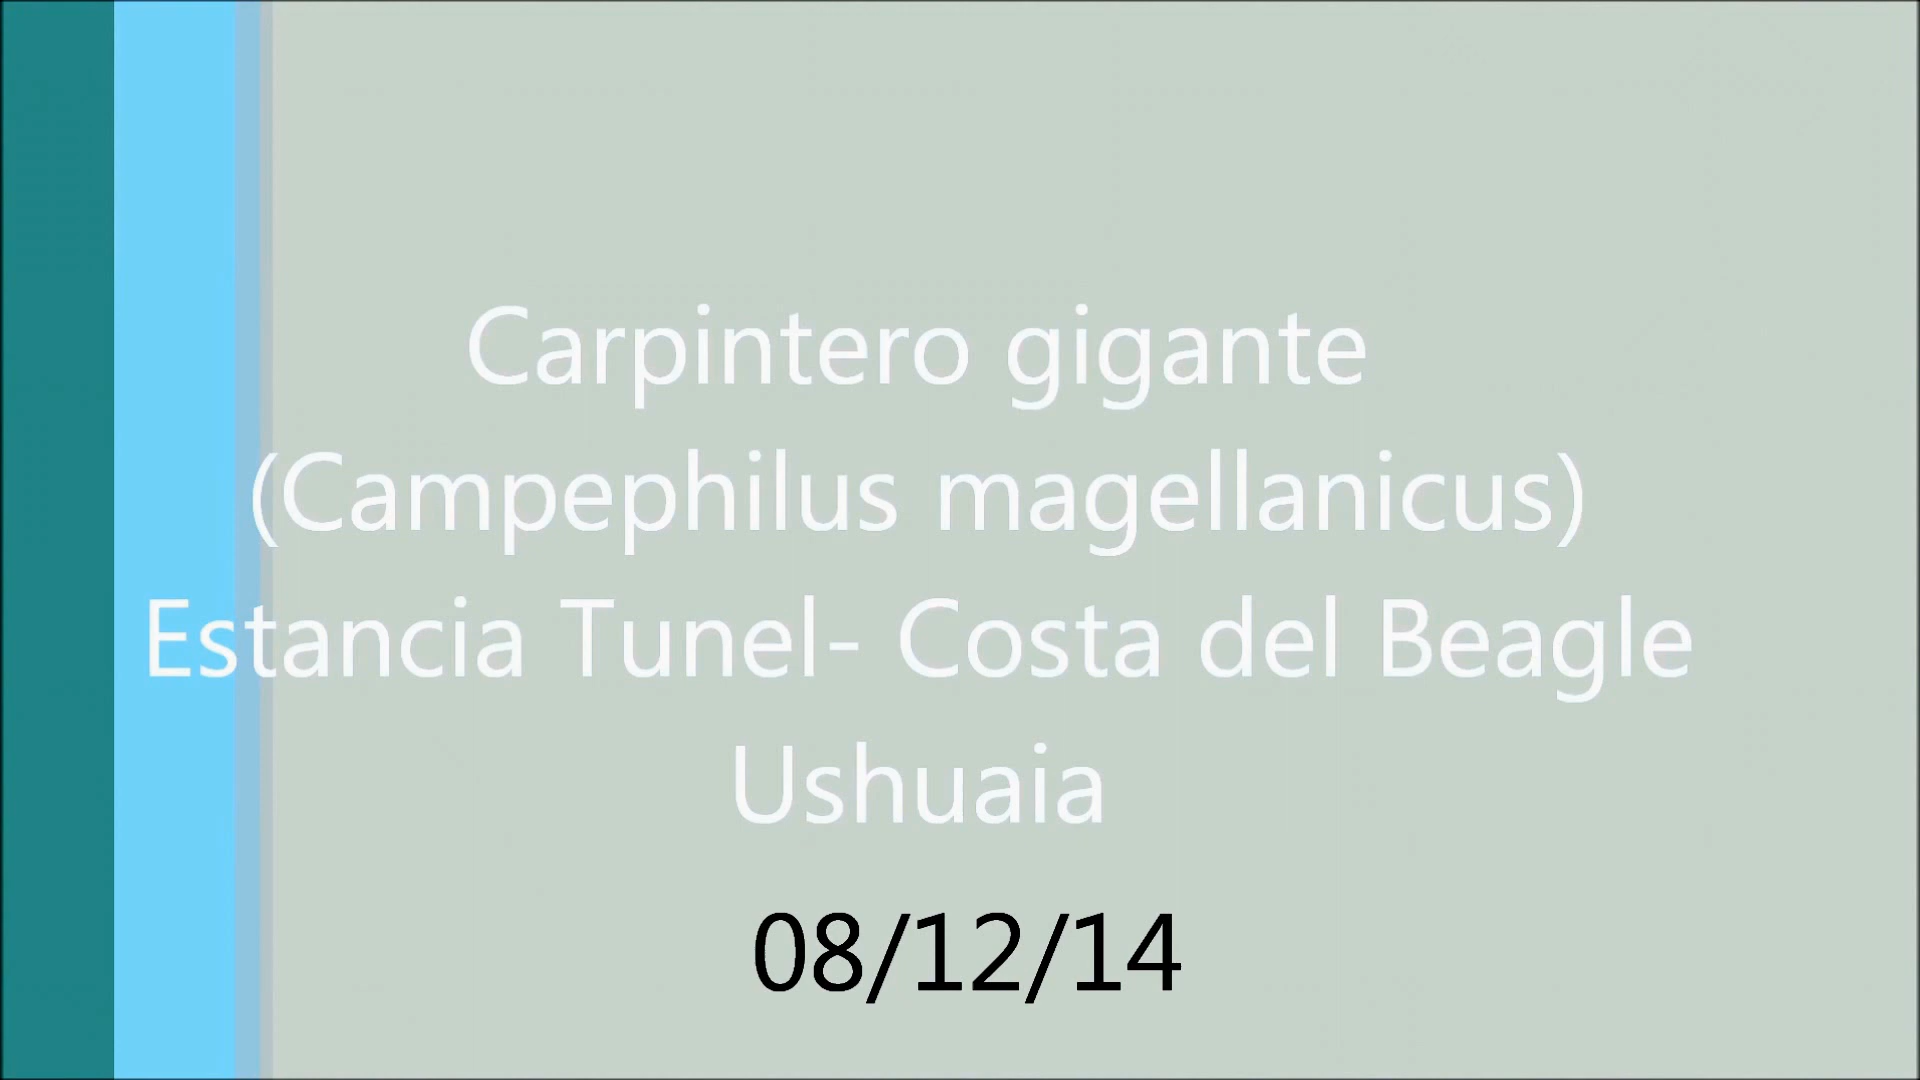 Carpintero gigante
(Campephilus magellanicus)
Estancia Tunel- Costa del Beagle
Ushuaia
08/12/14